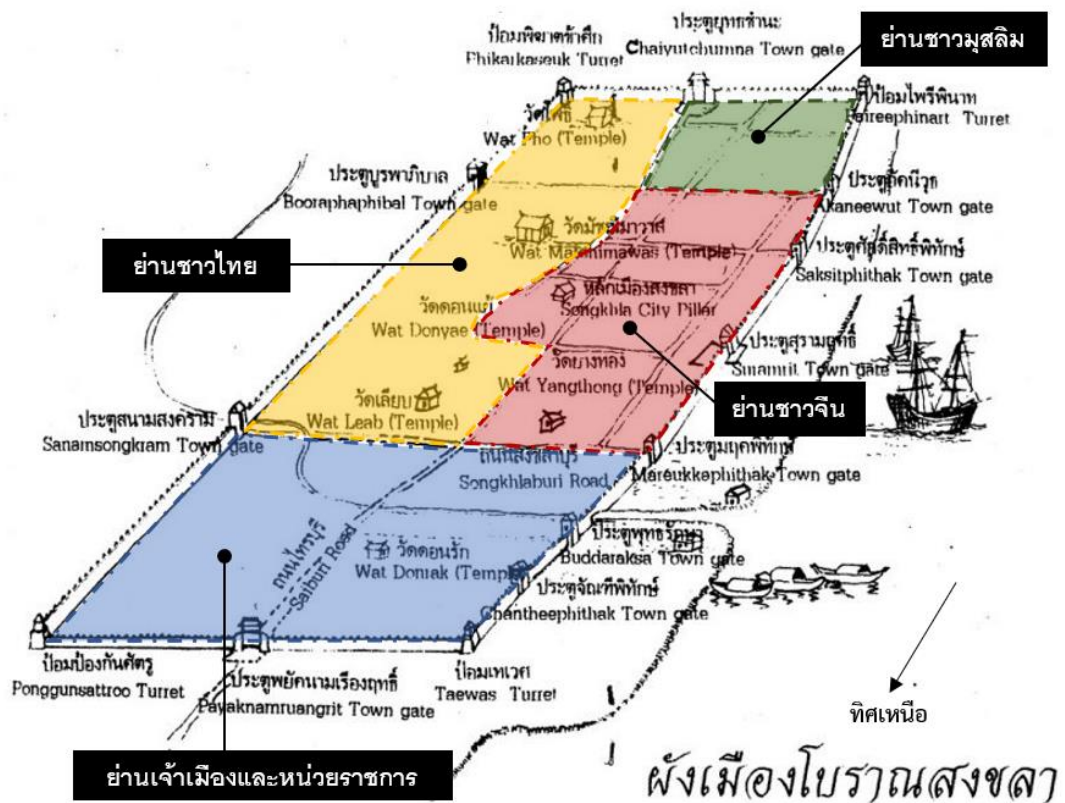 ป้อมพิฆาตข้าศึก
Phikarkaseuk Turret
ประตูยุทธชำนะ
Chaiyutchumna Town gate
ย่านชาวมุสลิม
ป้อมไพรีพินาท
Paireephinart Turret
วัดโพธิ์
Wat Pho (Temple)
ประตูบูรพาภิบาล
Booraphaphibal Town gate
ประตูอัคนีวุธ
Akaneewut Town gate
วัดมัชฌิมาวาส
Wat Matchimawas (Temple)
ประตูศักดิ์สิทธิ์พิทักษ์
Saksitphithak Town gate
ย่านชาวไทย
หลักเมืองสงขลา
Songkhla City Piller
วัดดอนแย้
Wat Donyae (Temple)
ประตูสุรามฤทธิ์
Suramrit Town gate
วัดยางทอง
Wat Yangthong (Temple)
ย่านชาวจีน
วัดเลียบ
Wat Leab (Temple)
ประตูสนามสงคราม
Sanamsongkram Town gate
ประตูมฤคพิทักษ์
Mareukkaphithak Town gate
ถนนสงขลาบุรี
Songkhlaburi Road
ประตูพุทธรักษา
Buddaraksa Town gate
ถนนไทรบุรี
Saiburi Road
วัดดอนรัก
Wat Donrak (Temple)
ประตูจัณฑีพิทักษ์
Chantheephithak Town gate
ป้อมป้องกันศัตรู
Ponggunsattroo Turret
ประตูพยัคนามเรืองฤทธิ์
Payaknamruangrit Town gate
ป้อมเทเวศ
Taewas Turret
ทิศเหนือ
ย่านเจ้าเมืองและหน่วยราชการ
ผังเมืองโบราณสงขลา